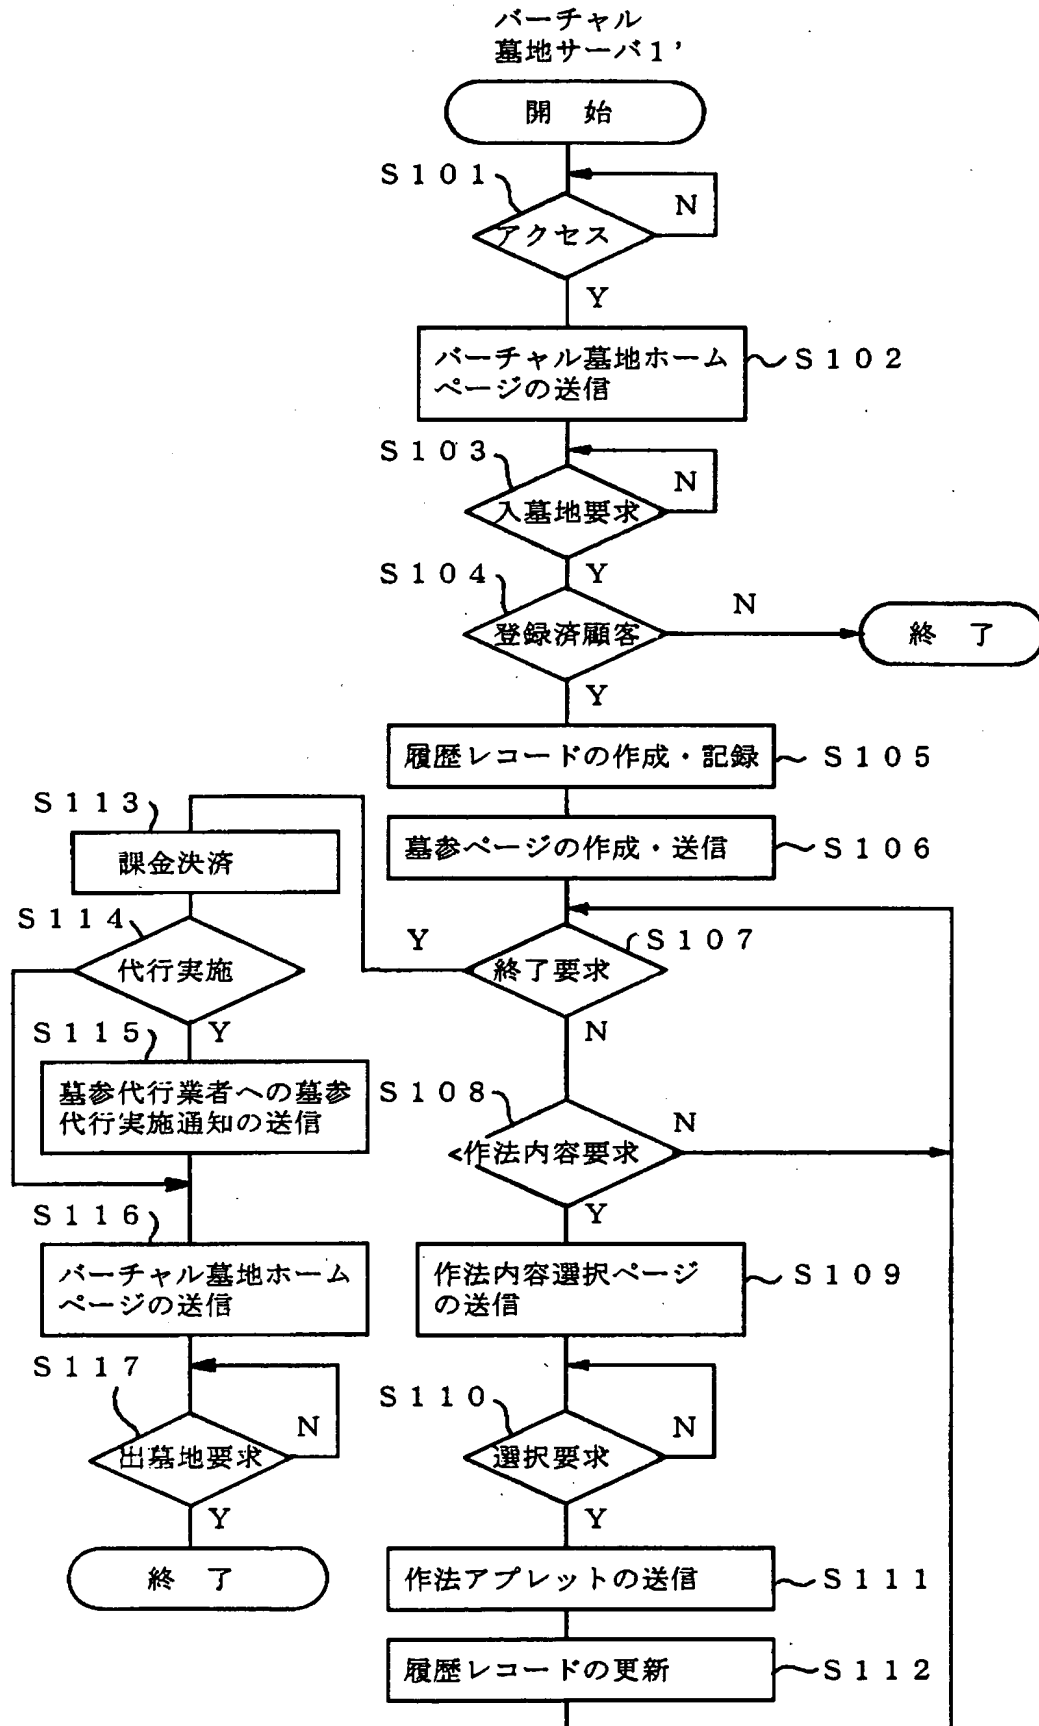 バーチャル
墓地サーバ1’
開 始
S101
N
アクセス
Y
バーチャル墓地ホーム
ページの送信
S102
S103
N
入墓地要求
Y
S104
登録済顧客
N
終 了
Y
履歴レコードの作成・記録
S105
墓参ページの作成・送信
S106
S107
終了要求
Y
N
S108
作法内容要求
N
Y
作法内容選択ページ
の送信
S109
S110
選択要求
N
Y
作法アプレットの送信
S111
履歴レコードの更新
S112
S113
課金決済
S114
代行実施
Y
S115
墓参代行業者への墓参
代行実施通知の送信
S116
バーチャル墓地ホーム
ページの送信
S117
出墓地要求
N
Y
終 了